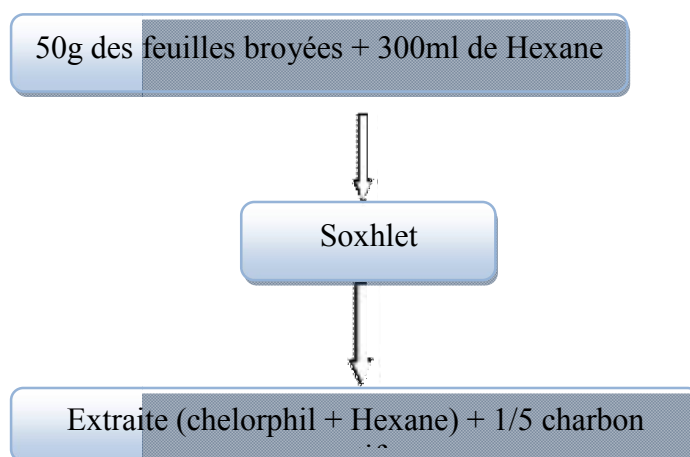 50g des feuilles broyées + 300ml de Hexane
Soxhlet
Extraite (chelorphil + Hexane) + 1/5 charbon